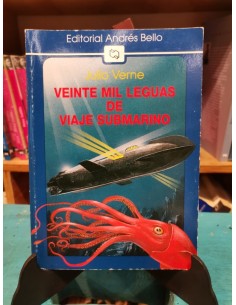 Editorial Andrés Bello
Julio Verne
VEINTE MIL LEGUAS
DE
VIAJE SUBMARINO